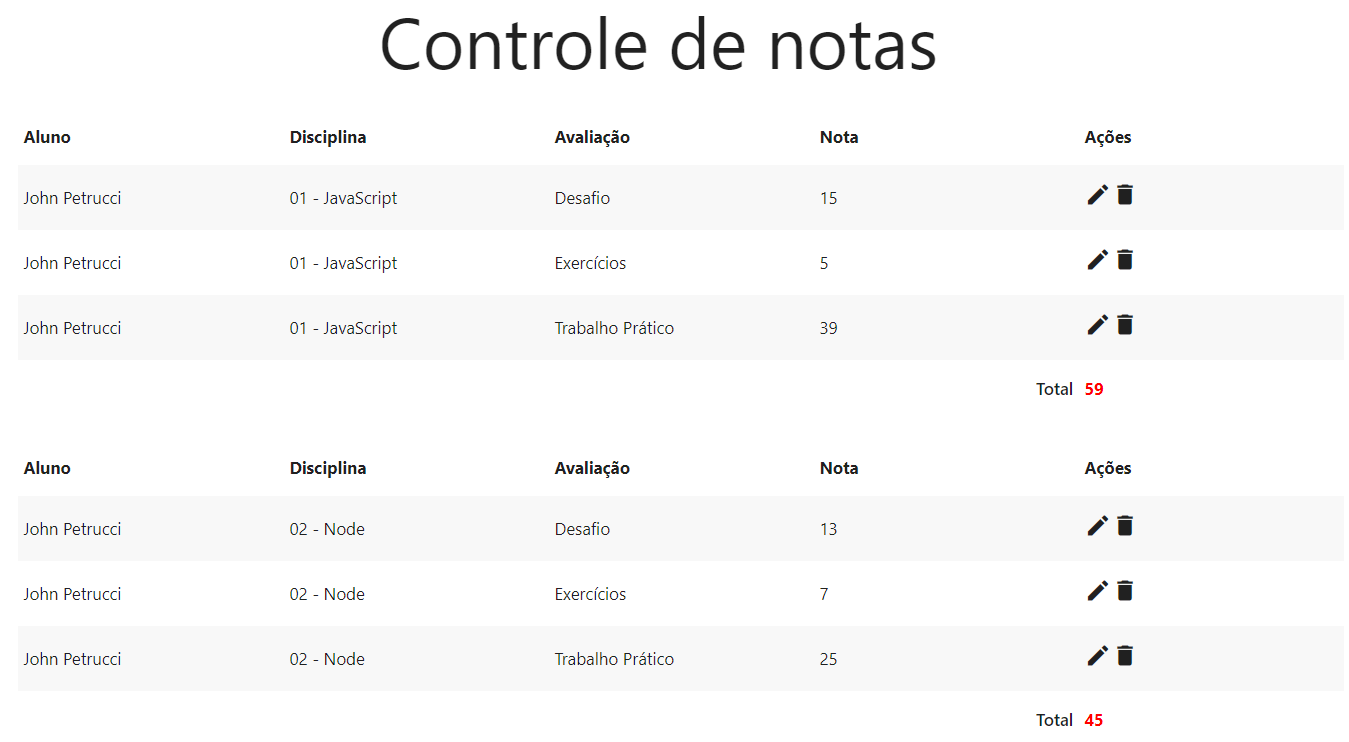 Controle de notas
Aluno Disciplina Avaliação Nota Ações
John Petrucci 01 - JavaScript Desafio 15
John Petrucci 01 - JavaScript Exercícios 5
John Petrucci 01 - JavaScript Trabalho Prático 39
Total 59
Aluno Disciplina Avaliação Nota Ações
John Petrucci 02 - Node Desafio 13
John Petrucci 02 - Node Exercícios 7
John Petrucci 02 - Node Trabalho Prático 25
Total 45